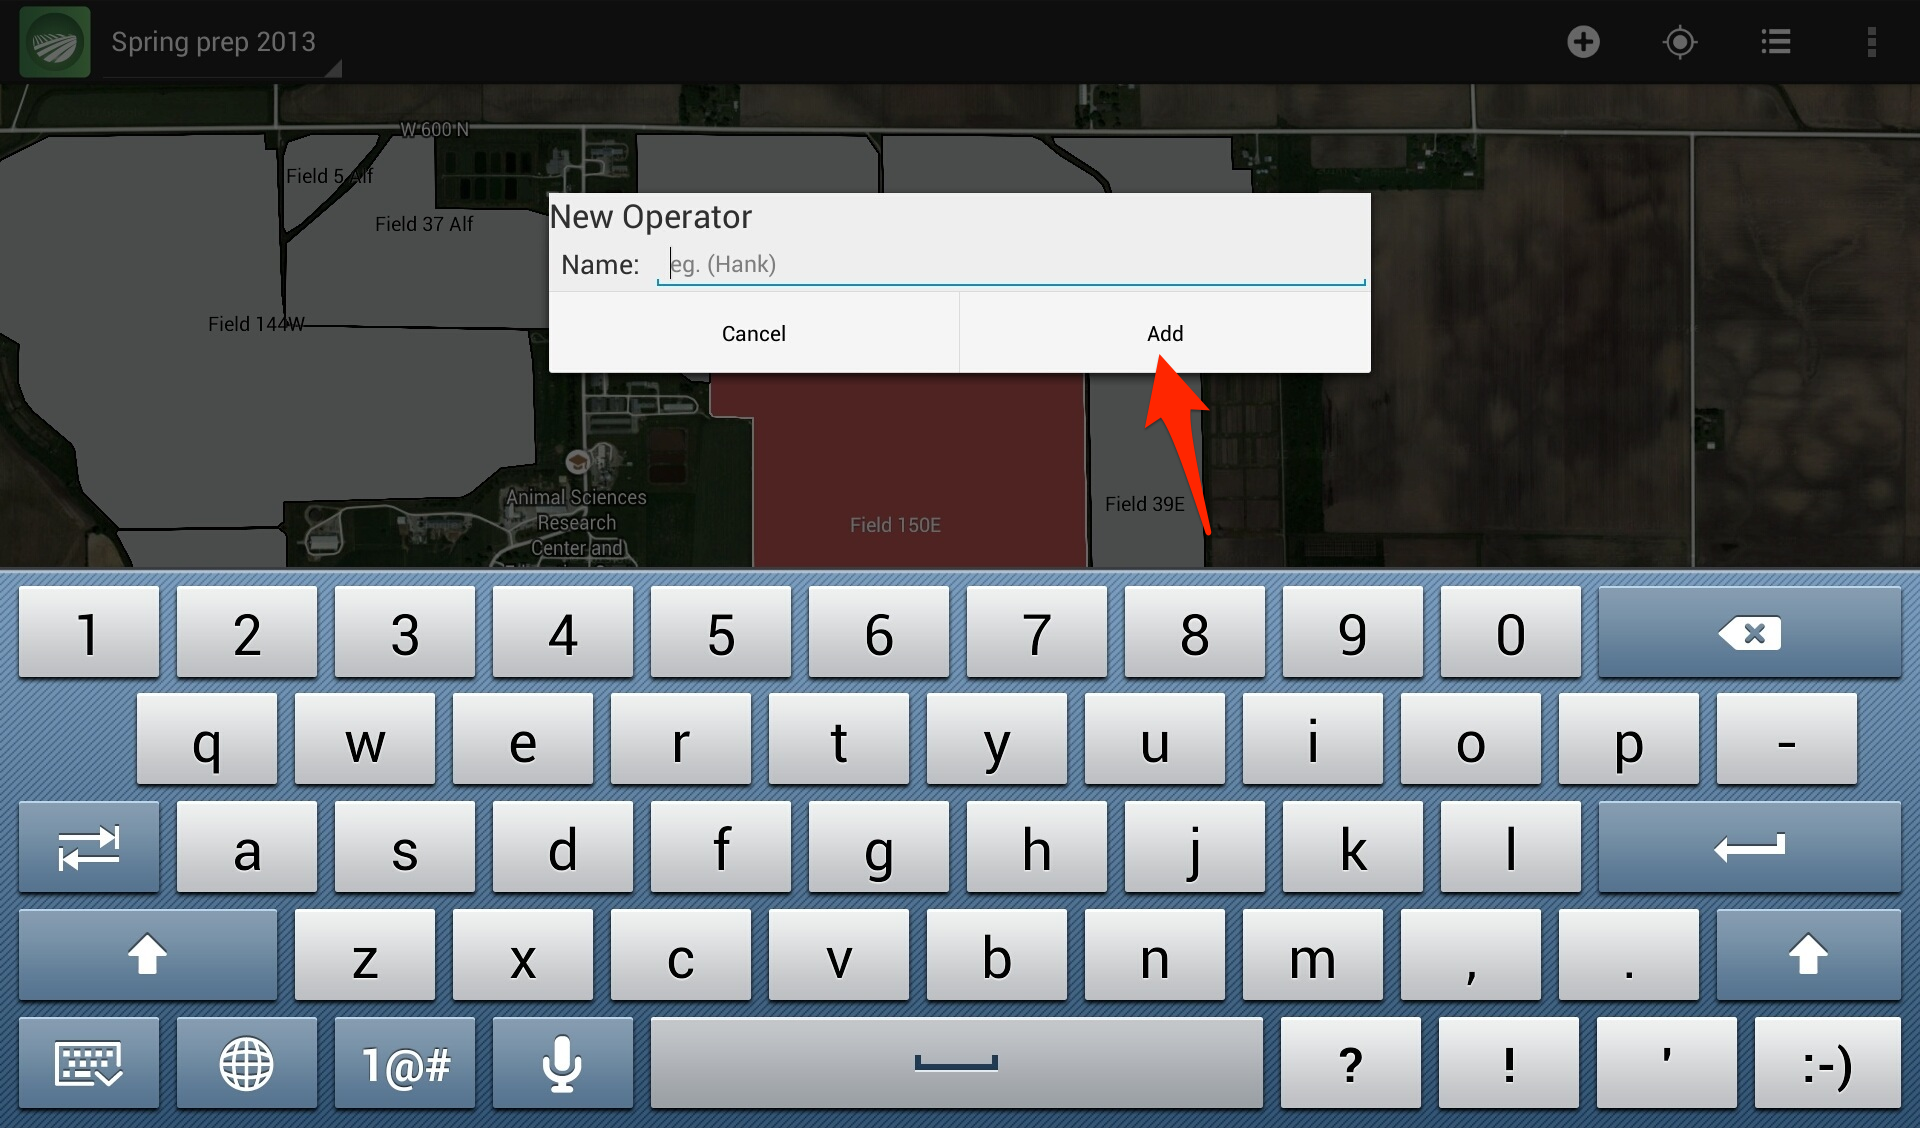 Spring prep 2013
W 600 N
Field 5 Alf
Field 37 Alf
New Operator
Name: eg. (Hank)
Cancel Add
Field 144W
Animal Sciences
Research
Center and
Field 150E
Field 39E
1 2 3 4 5 6 7 8 9 0
q w e r t y u i o p -
a s d f g h j k l
z x c v b n m , .
1@# ? ! ' :-)